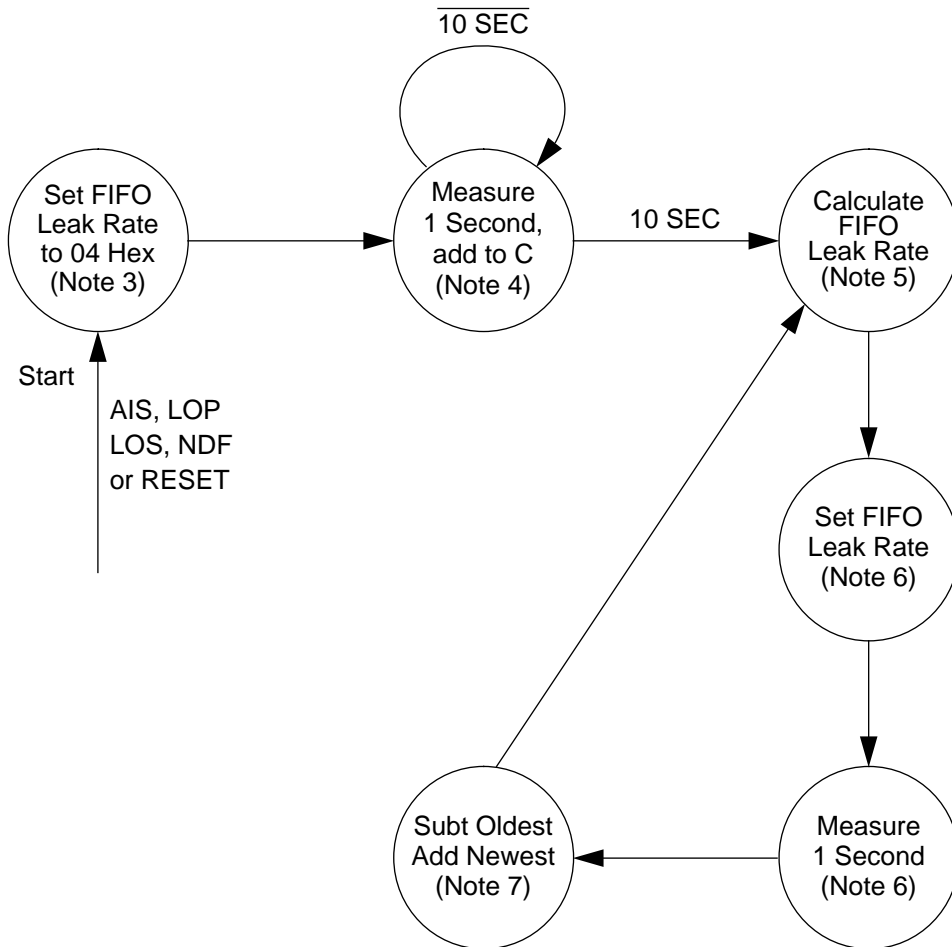 10 SEC
Set FIFO
Leak Rate
to 04 Hex
(Note 3)
Measure
1 Second,
add to C
(Note 4)
10 SEC
Calculate
FIFO
Leak Rate
(Note 5)
Start
AIS, LOP
LOS, NDF
or RESET
Set FIFO
Leak Rate
(Note 6)
Subt Oldest
Add Newest
(Note 7)
Measure
1 Second
(Note 6)